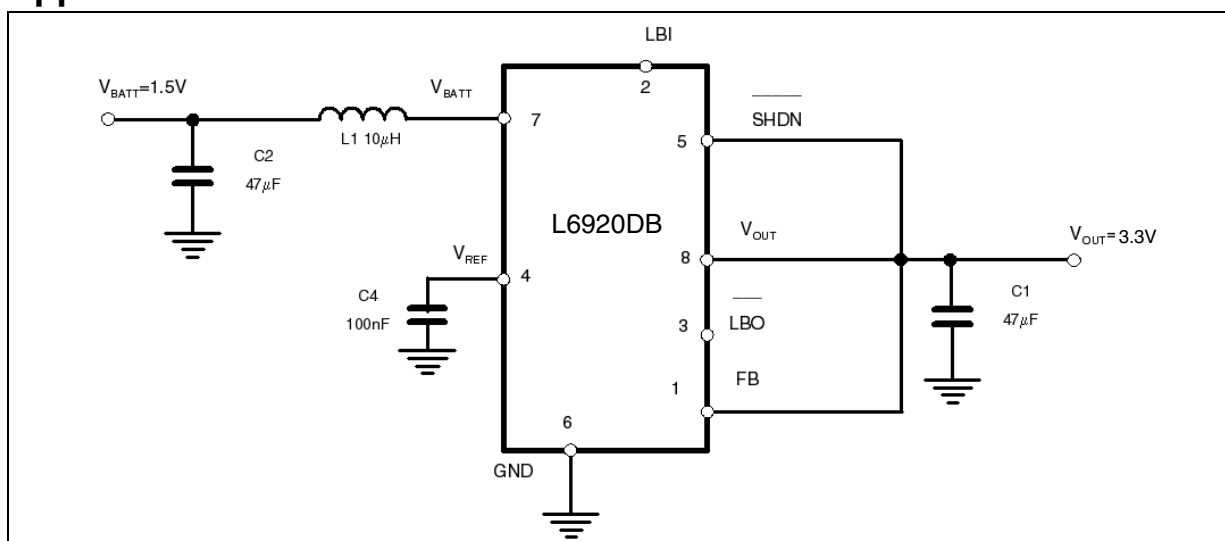 LBI
2
V_BATT=1.5V
V_BATT
7
L1 10μH
C2
47μF
SHDN
5
L6920DB
V_OUT
8
V_OUT=3.3V
V_REF
4
C4
100nF
3
LBO
C1
47μF
FB
1
6
GND